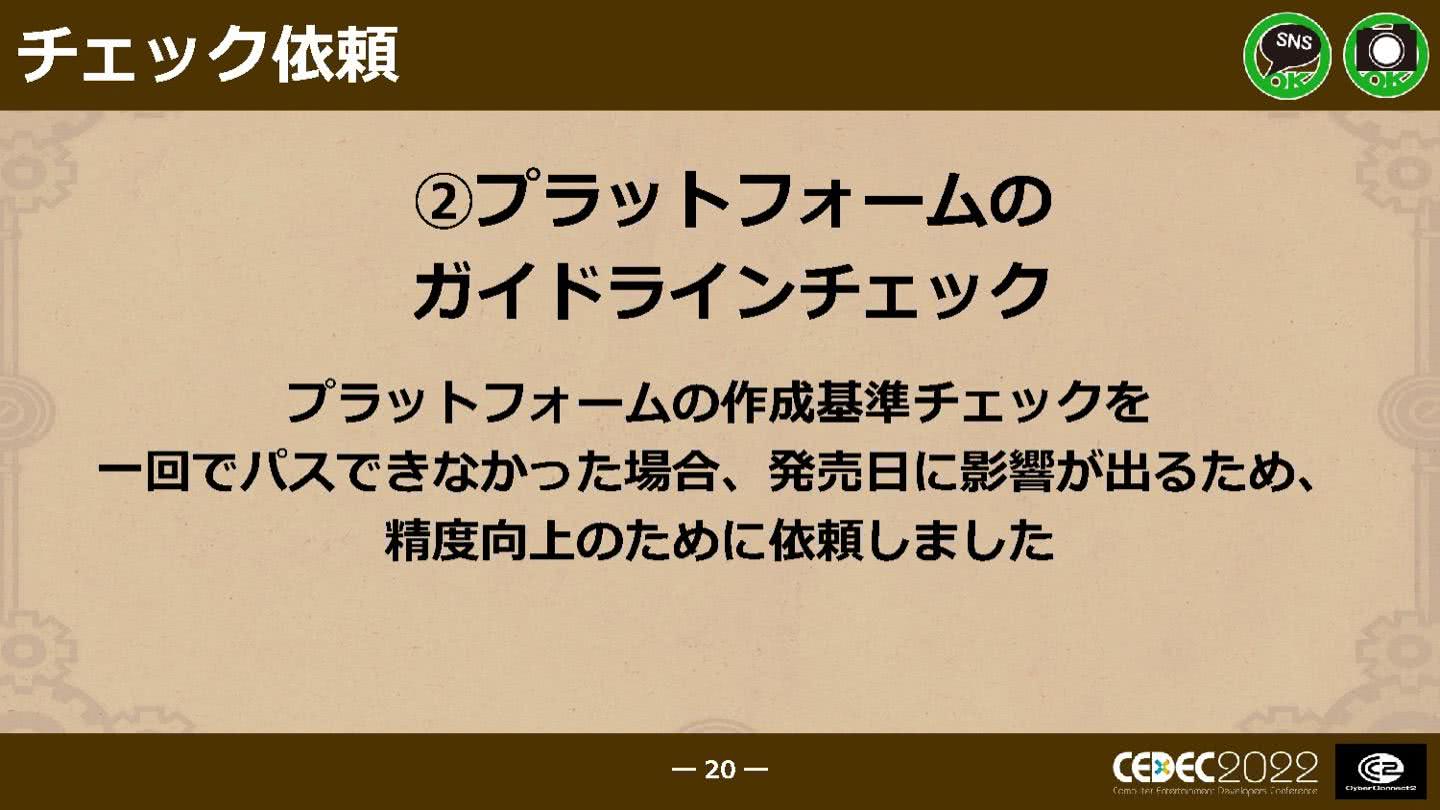 チェック依頼
SNS
OK
OK
②プラットフォームの
ガイドラインチェック
プラットフォームの作成基準チェックを
一回でパスできなかった場合、発売日に影響が出るため、
精度向上のために依頼しました
― 20 ―
CEDEC2022
Computer Entertainment Developers Conference
C2
CyberConnect2